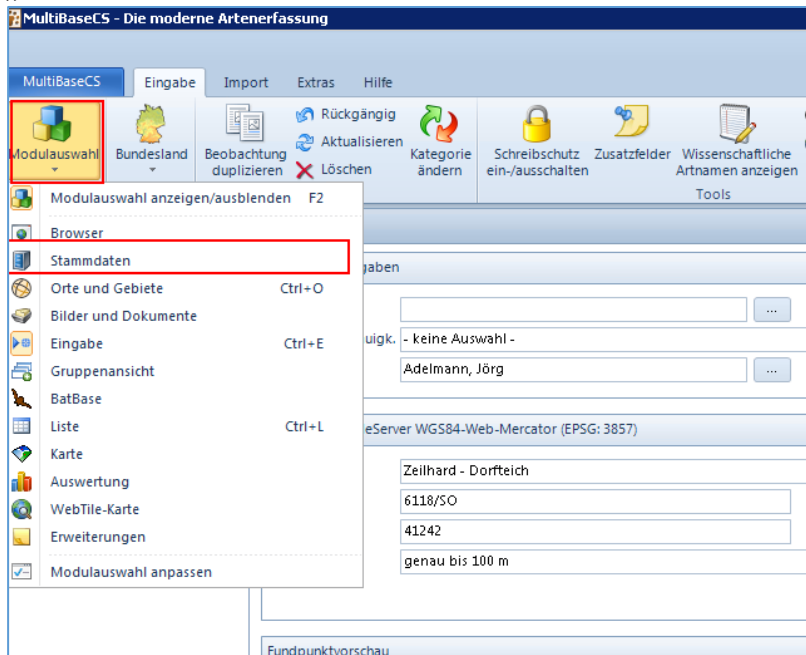 MultiBaseCS - Die moderne Artenerfassung
MultiBaseCS Eingabe Import Extras Hilfe
Modulauswahl
Bundesland
Beobachtung duplizieren
Rückgängig
Aktualisieren
Löschen
Kategorie ändern
Schreibschutz ein-/ausschalten
Zusatzfelder
Wissenschaftliche Artnamen anzeigen
Tools
Modulauswahl anzeigen/ausblenden F2
Browser
Stammdaten
Orte und Gebiete Ctrl+O
Bilder und Dokumente
Eingabe Ctrl+E
Gruppenansicht
BatBase
Liste Ctrl+L
Karte
Auswertung
WebTile-Karte
Erweiterungen
Modulauswahl anpassen
...
- keine Auswahl -
Adelmann, Jörg ...
WGS84-Web-Mercator (EPSG: 3857)
Zeilhard - Dorfteich
6118/SO
41242
genau bis 100 m
Fundpunktvorschau